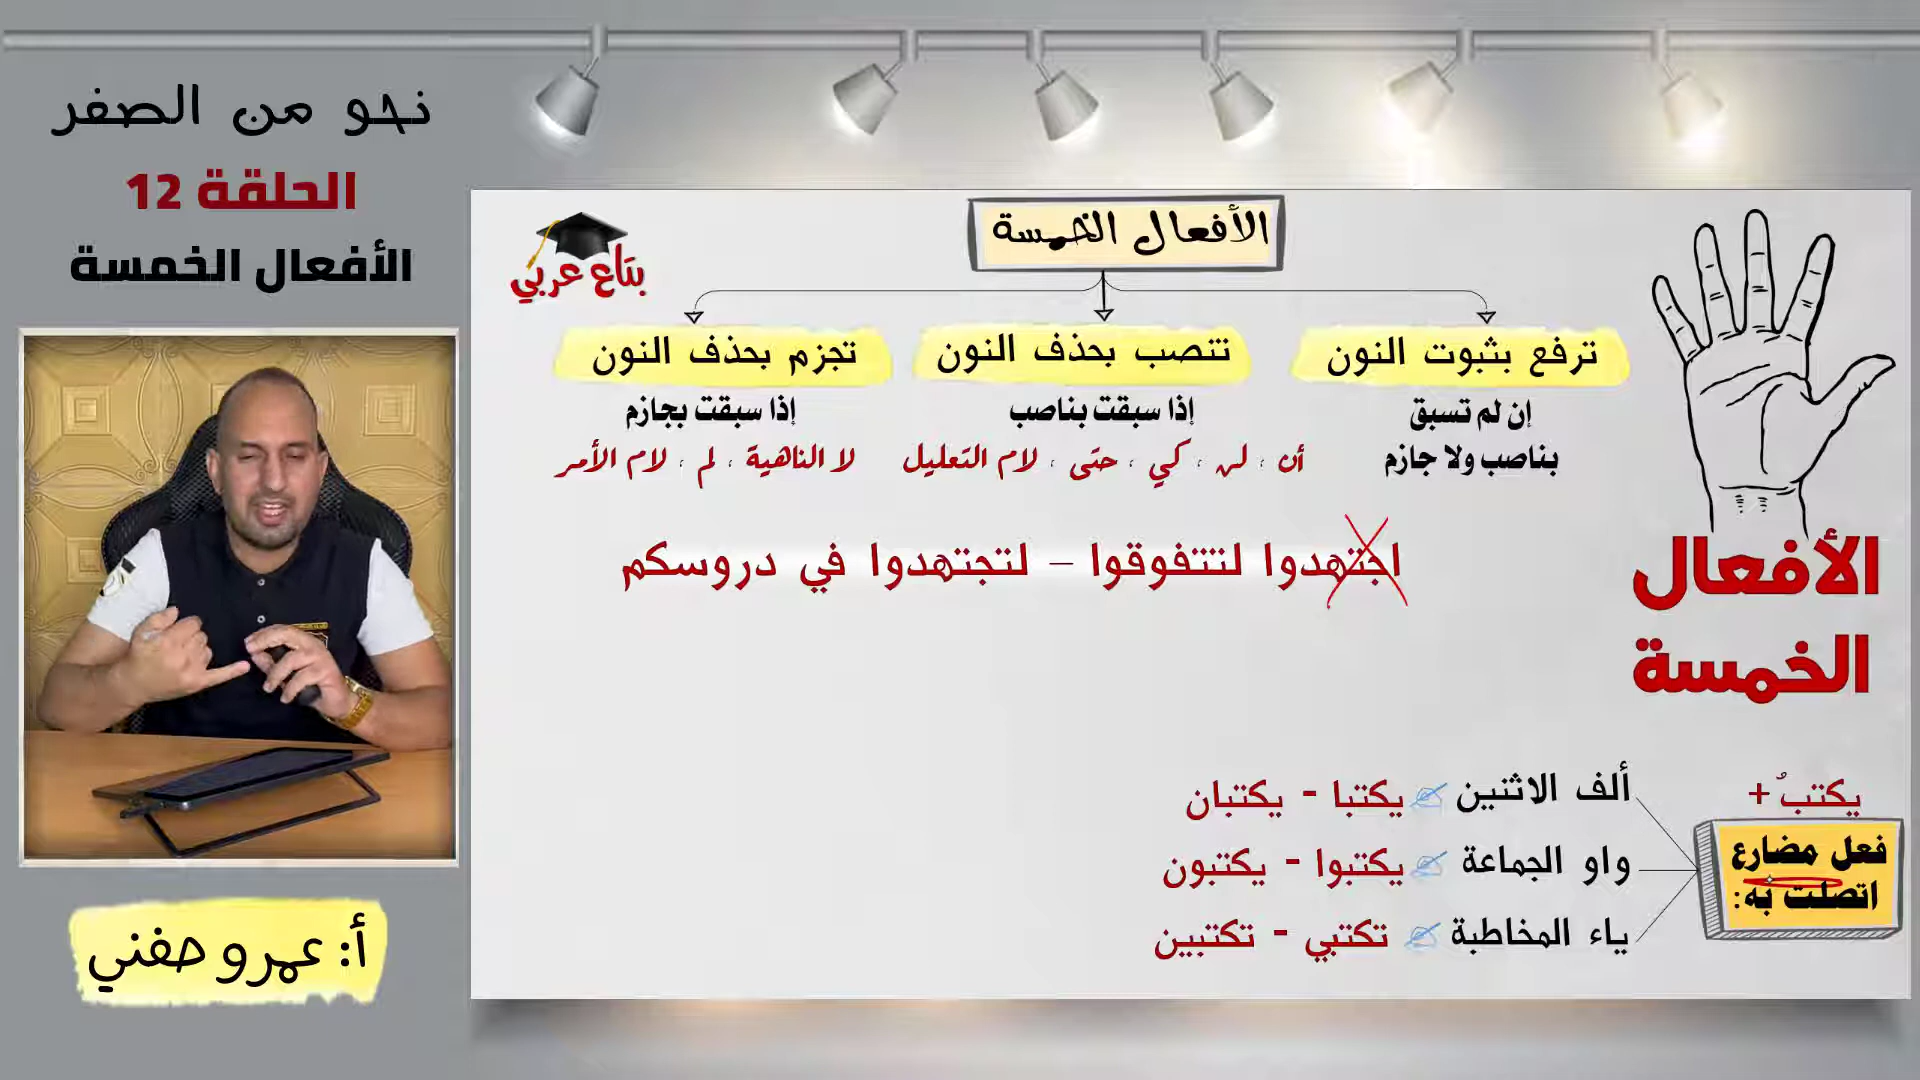 نحو من الصفر
الحلقة 12
الأفعال الخمسة
أ: عمرو حفني
بتاع عربي
الأفعال الخمسة
ترفع بثبوت النون
إن لم تسبق
بناصب ولا جازم
تنصب بحذف النون
إذا سبقت بناصب
أن ، لن ، كي ، حتى ، لام التعليل
تجزم بحذف النون
إذا سبقت بجازم
لا الناهية ، لم ، لام الأمر
اجتهدوا لتتفوقوا – لتجتهدوا في دروسكم
الأفعال
الخمسة
يكتبُ +
فعل مضارع
اتصلت به:
ألف الاثنين يكتبا - يكتبان
واو الجماعة يكتبوا - يكتبون
ياء المخاطبة تكتبي - تكتبين